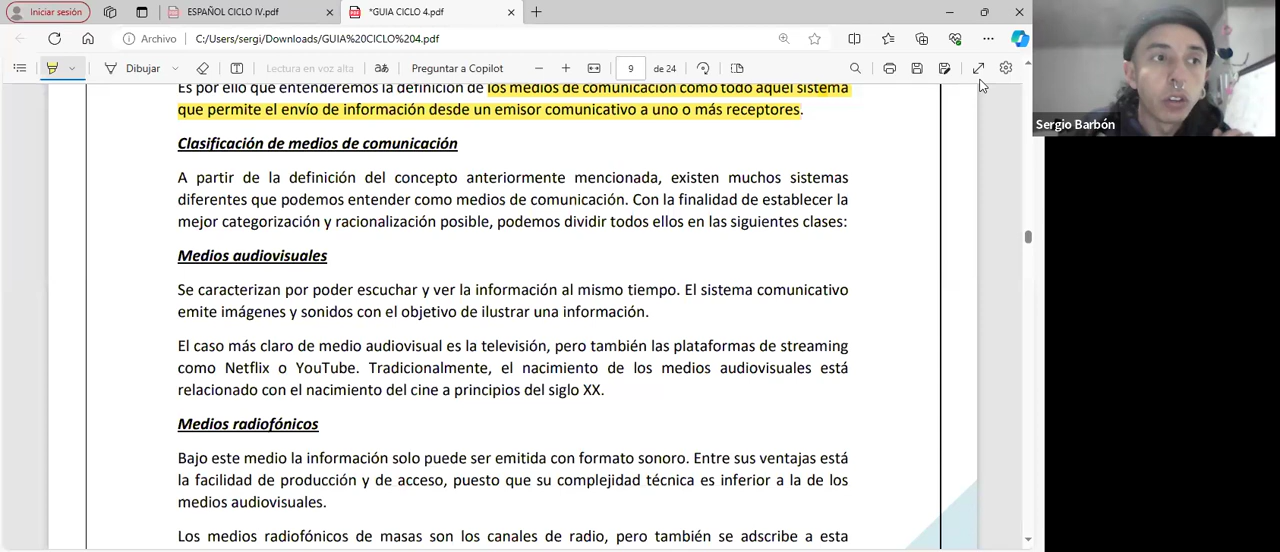 Iniciar sesión
ESPAÑOL CICLO IV.pdf
*GUIA CICLO 4.pdf
Archivo
C:/Users/sergi/Downloads/GUIA%20CICLO%204.pdf
Dibujar
Lectura en voz alta
aあ
Preguntar a Copilot
9
de 24
Es por ello que entenderemos la definición de los medios de comunicación como todo aquel sistema
que permite el envío de información desde un emisor comunicativo a uno o más receptores.
Clasificación de medios de comunicación
A partir de la definición del concepto anteriormente mencionada, existen muchos sistemas
diferentes que podemos entender como medios de comunicación. Con la finalidad de establecer la
mejor categorización y racionalización posible, podemos dividir todos ellos en las siguientes clases:
Medios audiovisuales
Se caracterizan por poder escuchar y ver la información al mismo tiempo. El sistema comunicativo
emite imágenes y sonidos con el objetivo de ilustrar una información.
El caso más claro de medio audiovisual es la televisión, pero también las plataformas de streaming
como Netflix o YouTube. Tradicionalmente, el nacimiento de los medios audiovisuales está
relacionado con el nacimiento del cine a principios del siglo XX.
Medios radiofónicos
Bajo este medio la información solo puede ser emitida con formato sonoro. Entre sus ventajas está
la facilidad de producción y de acceso, puesto que su complejidad técnica es inferior a la de los
medios audiovisuales.
Los medios radiofónicos de masas son los canales de radio, pero también se adscribe a esta
Sergio Barbón